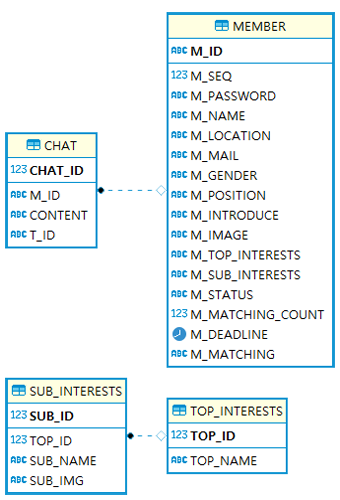 MEMBER
ABC M_ID
123 M_SEQ
ABC M_PASSWORD
ABC M_NAME
ABC M_LOCATION
ABC M_MAIL
ABC M_GENDER
ABC M_POSITION
ABC M_INTRODUCE
ABC M_IMAGE
ABC M_TOP_INTERESTS
ABC M_SUB_INTERESTS
ABC M_STATUS
123 M_MATCHING_COUNT
M_DEADLINE
ABC M_MATCHING
CHAT
123 CHAT_ID
ABC M_ID
ABC CONTENT
ABC T_ID
SUB_INTERESTS
123 SUB_ID
123 TOP_ID
ABC SUB_NAME
ABC SUB_IMG
TOP_INTERESTS
123 TOP_ID
ABC TOP_NAME